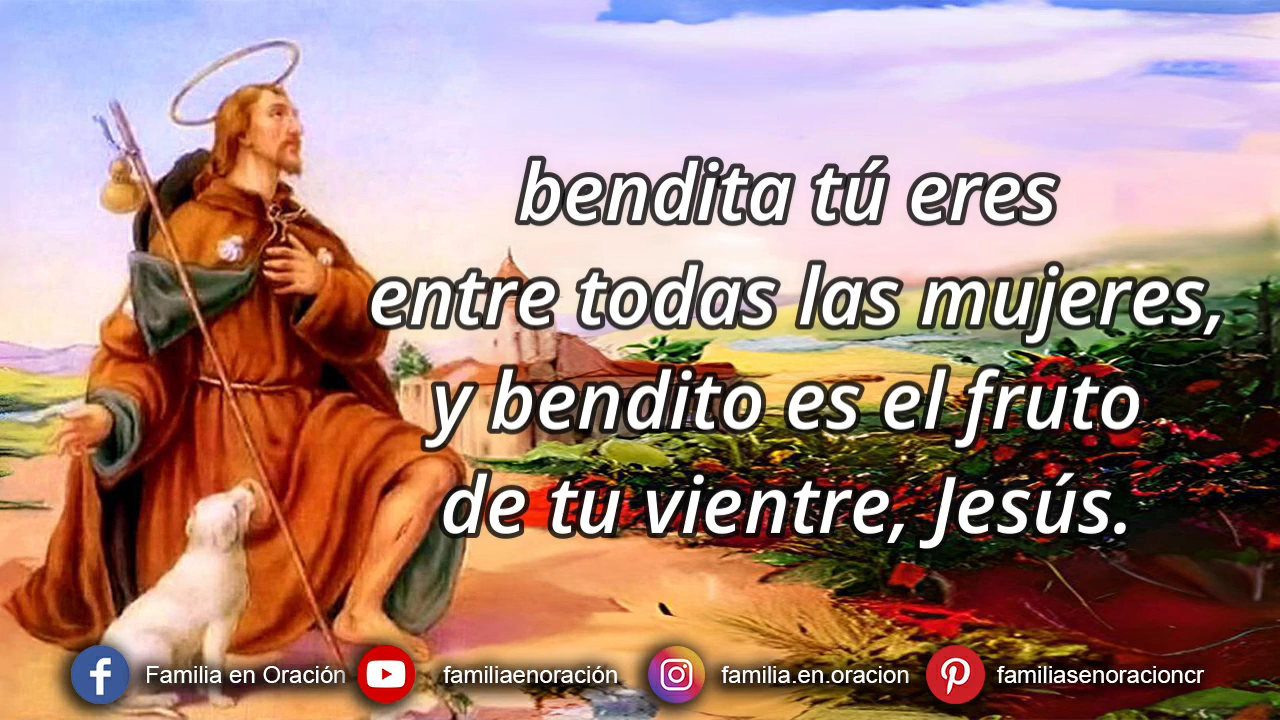 bendita tú eres
entre todas las mujeres,
y bendito es el fruto
de tu vientre, Jesús.
Familia en Oración familiaenoración familia.en.oracion familiasenoracioncr